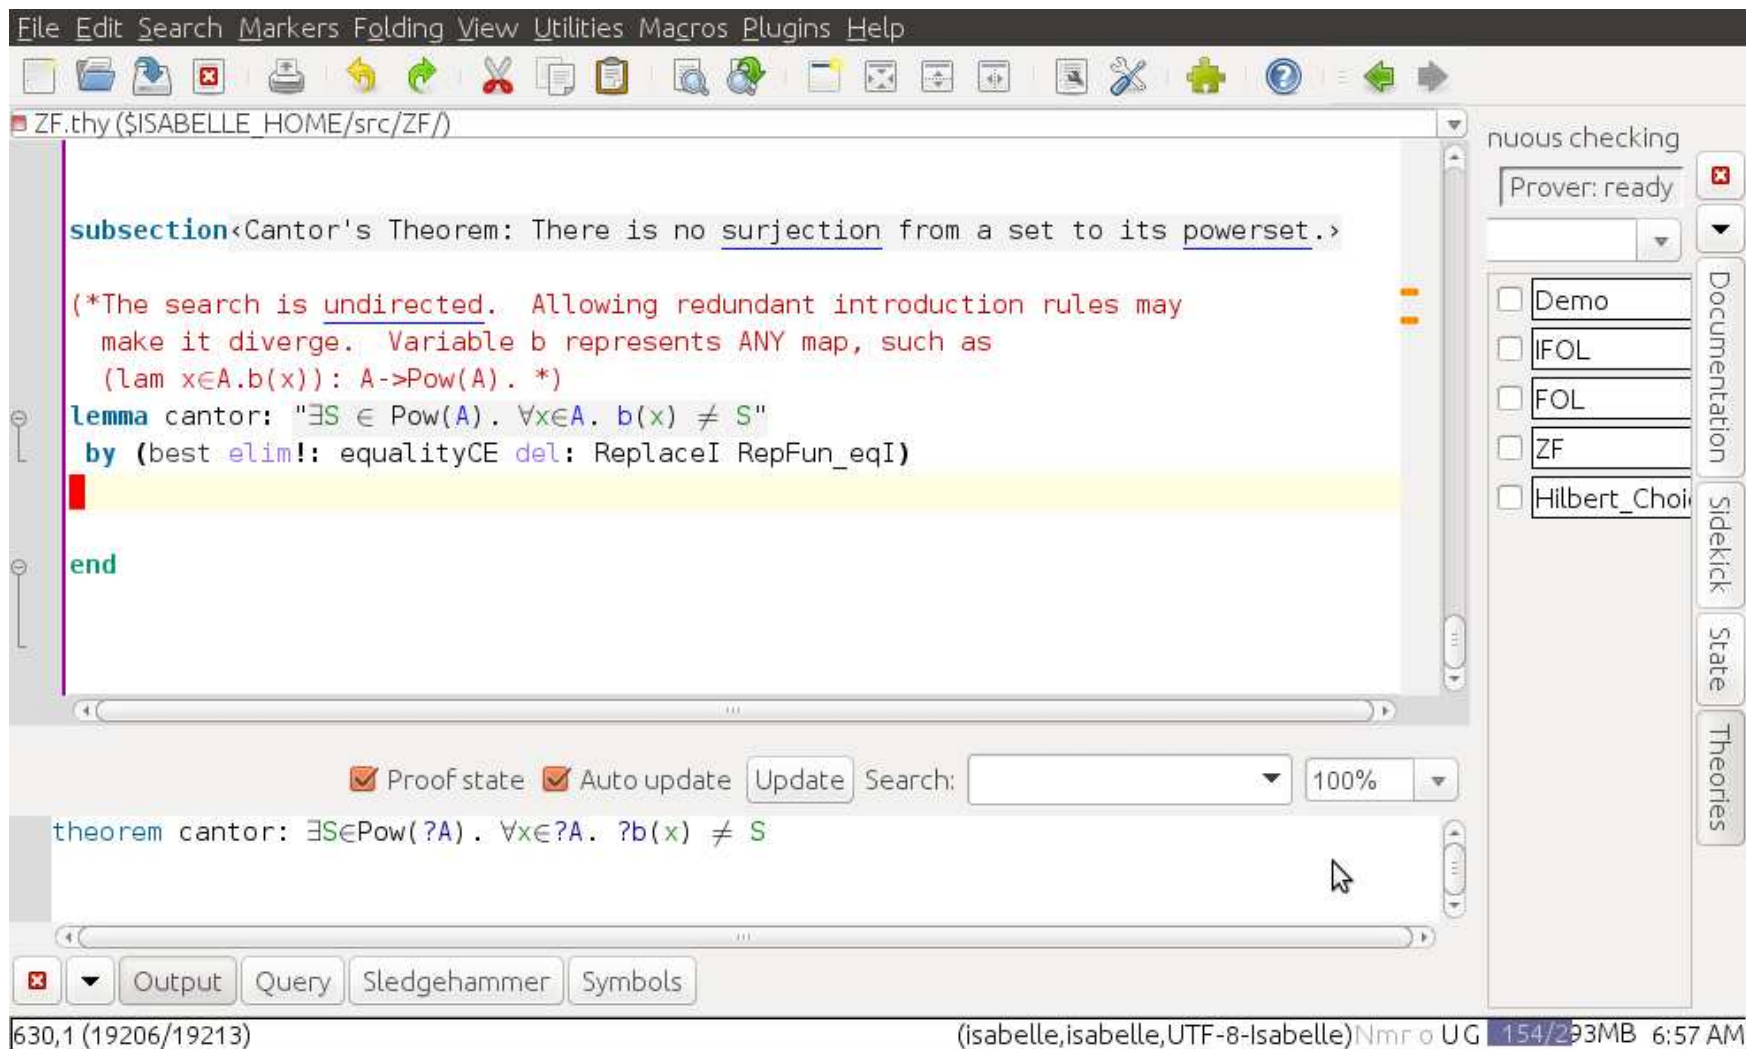 File Edit Search Markers Folding View Utilities Macros Plugins Help
ZF.thy ($ISABELLE_HOME/src/ZF/)
subsection‹Cantor's Theorem: There is no surjection from a set to its powerset.›
(*The search is undirected.  Allowing redundant introduction rules may
make it diverge.  Variable b represents ANY map, such as
(lam x∈A.b(x)): A->Pow(A). *)
lemma cantor: "∃S ∈ Pow(A). ∀x∈A. b(x) ≠ S"
by (best elim!: equalityCE del: ReplaceI RepFun_eqI)
end
nuous checking
Prover: ready
Demo
IFOL
FOL
ZF
Hilbert_Choi
Documentation
Sidekick
State
Theories
Proof state Auto update Update Search: 100%
theorem cantor: ∃S∈Pow(?A). ∀x∈?A. ?b(x) ≠ S
Output Query Sledgehammer Symbols
630,1 (19206/19213) (isabelle,isabelle,UTF-8-Isabelle)Nmr o UG 154/293MB 6:57 AM